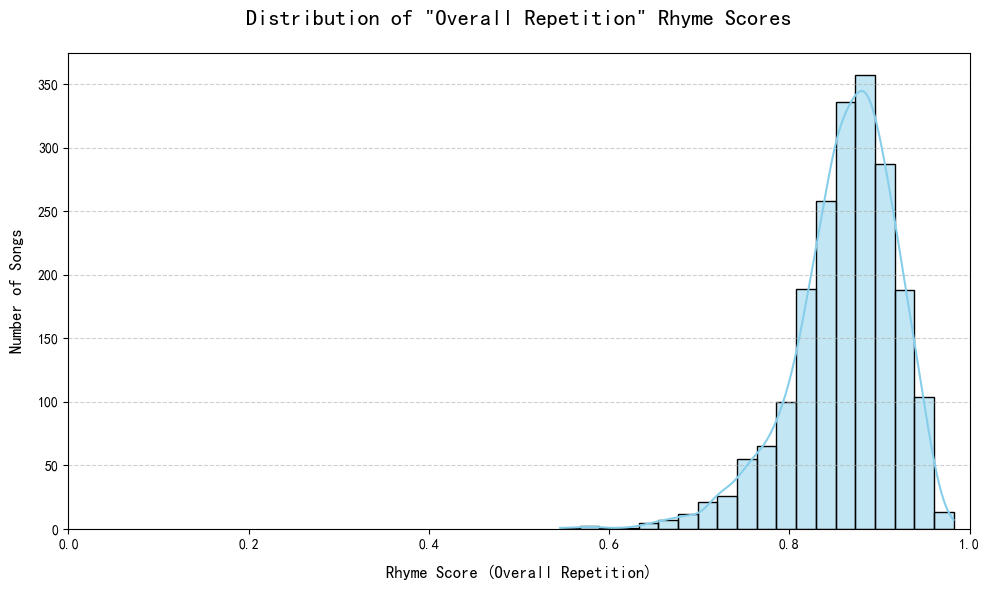 Distribution of "Overall Repetition" Rhyme Scores
350
300
250
200
150
100
50
0
Number of Songs
0.0 0.2 0.4 0.6 0.8 1.0
Rhyme Score (Overall Repetition)